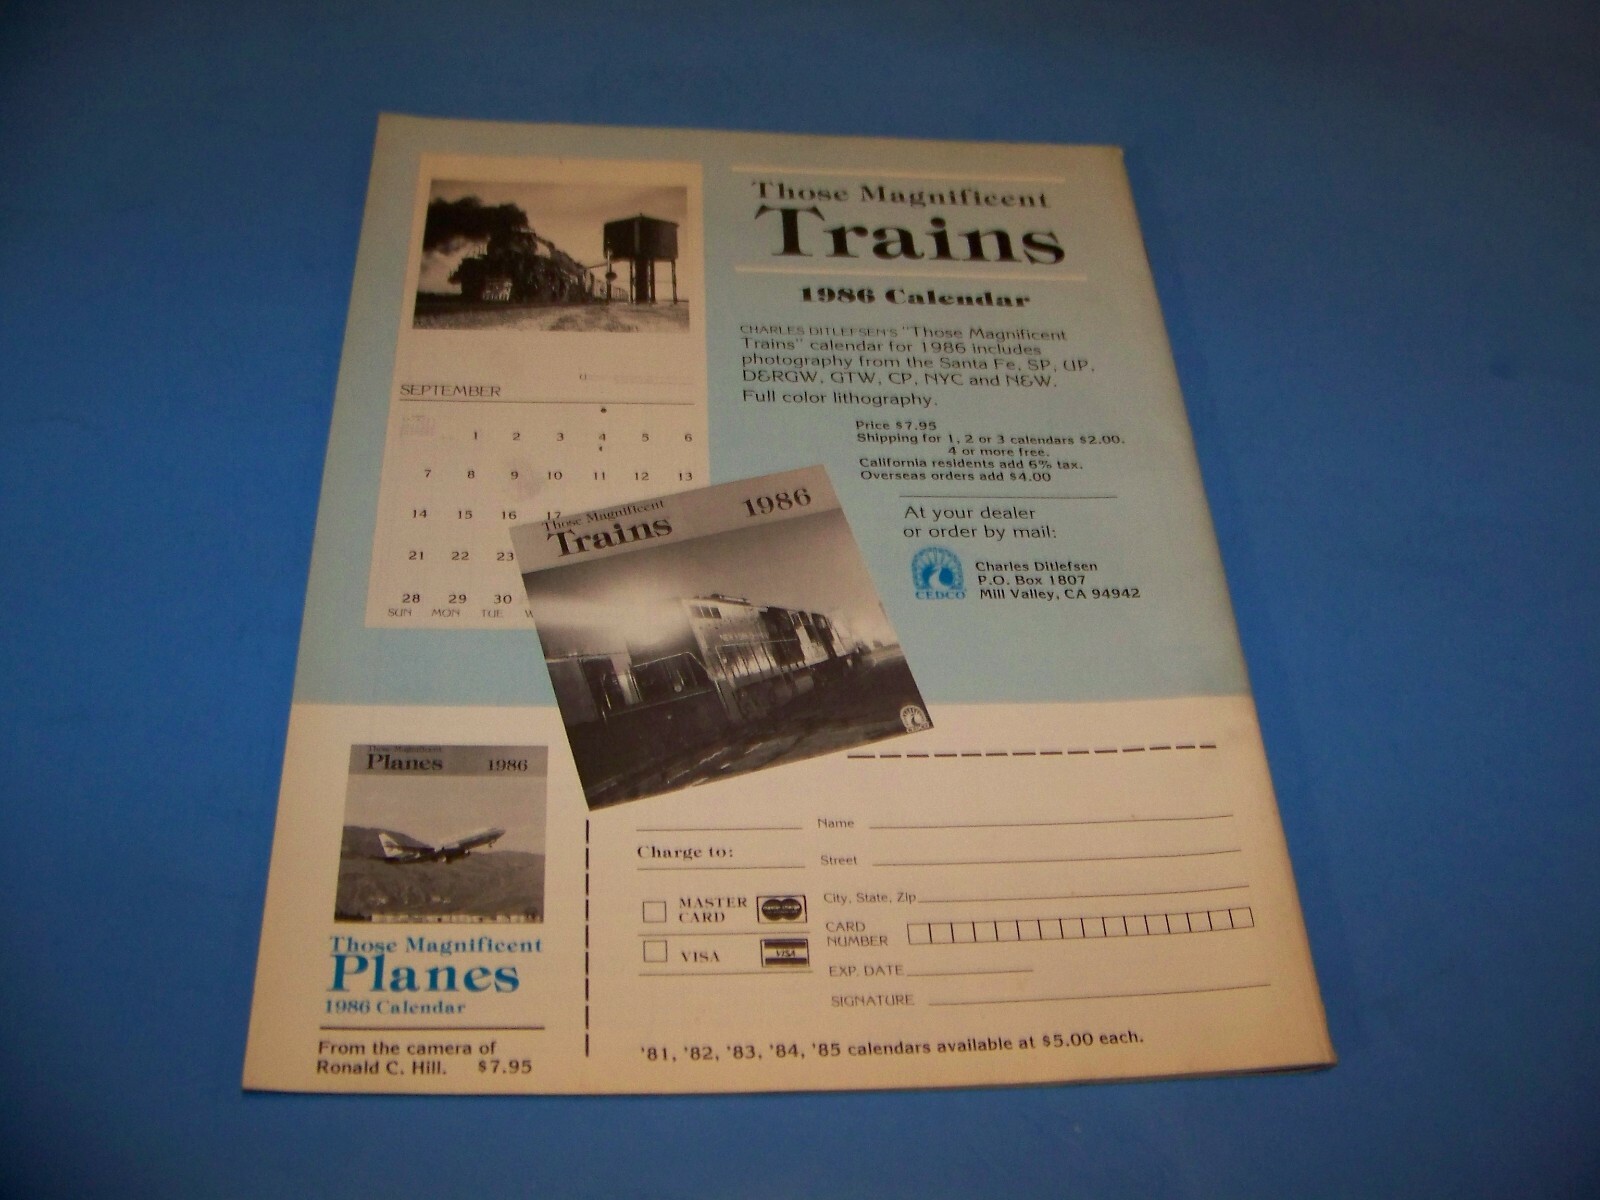 Those Magnificent
Trains
1986 Calendar
CHARLES DITLEFSEN'S "Those Magnificent
Trains" calendar for 1986 includes
photography from the Santa Fe, SP, UP,
D&RGW, GTW, CP, NYC and N&W.
Full color lithography.
Price $7.95
Shipping for 1, 2 or 3 calendars $2.00.
4 or more free.
California residents add 6% tax.
Overseas orders add $4.00
At your dealer
or order by mail:
CEDCO
Charles Ditlefsen
P.O. Box 1807
Mill Valley, CA 94942
SEPTEMBER
1 2 3 4 5 6
7 8 9 10 11 12 13
14 15 16 17
21 22 23
28 29 30
SUN MON TUE W
Those Magnificent
Trains 1986
CEDCO
Those Magnificent
Planes 1986
Those Magnificent
Planes
1986 Calendar
From the camera of
Ronald C. Hill. $7.95
Charge to:
MASTER
CARD
master charge
VISA
VISA
Name
Street
City, State, Zip
CARD
NUMBER
EXP. DATE
SIGNATURE
'81, '82, '83, '84, '85 calendars available at $5.00 each.